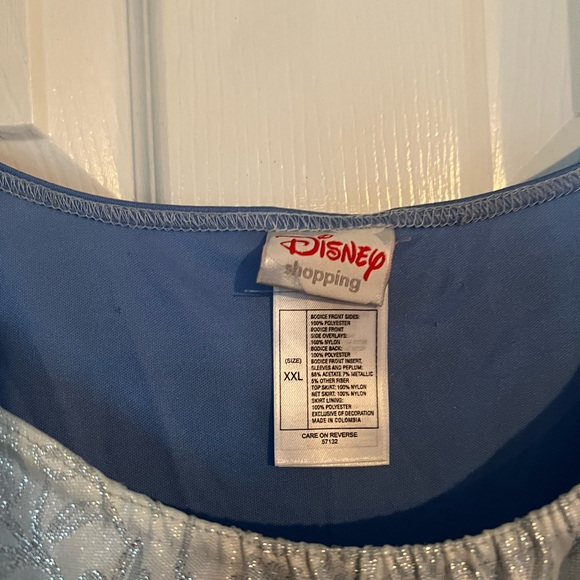 DISNEY
shopping
(SIZE)
XXL
BODICE FRONT SIDES:
100% POLYESTER
BODICE FRONT
SIDE OVERLAYS:
100% NYLON
BODICE BACK:
100% POLYESTER
BODICE FRONT INSERT,
SLEEVES AND PEPLUM:
88% ACETATE 7% METALLIC
5% OTHER FIBER
TOP SKIRT: 100% NYLON
NET SKIRT: 100% NYLON
SKIRT LINING:
100% POLYESTER
EXCLUSIVE OF DECORATION
MADE IN COLOMBIA
CARE ON REVERSE
57132